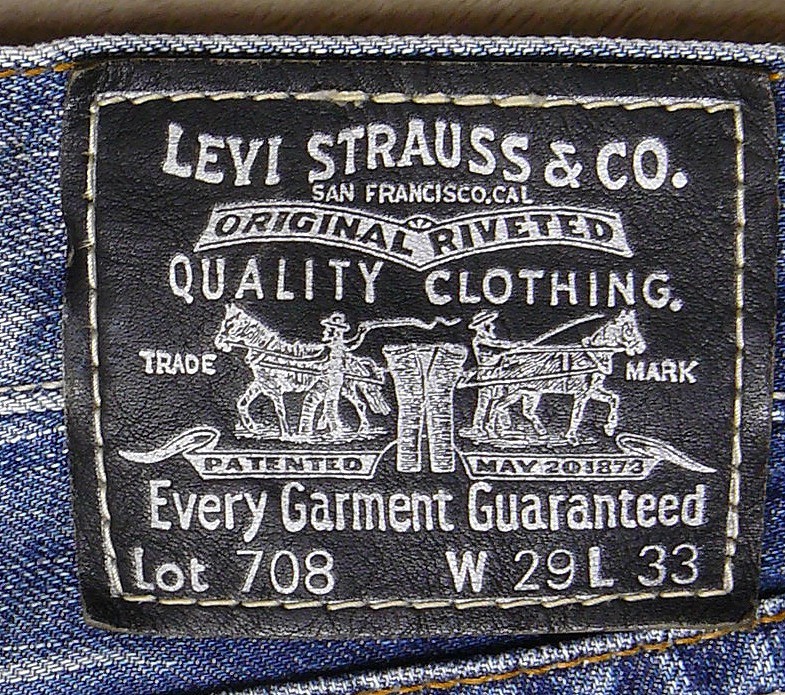 LEVI STRAUSS & CO.
SAN FRANCISCO, CAL
ORIGINAL RIVETED
QUALITY CLOTHING.
TRADE MARK
PATENTED MAY 20 1873
Every Garment Guaranteed
Lot 708 W 29 L 33